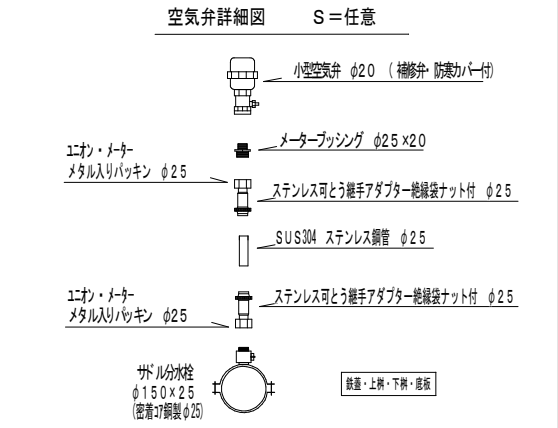 空気弁詳細図 S=任意
小型空気弁 φ20 (補修弁・防寒カバー付)
メーターブッシング φ25×20
ユニオン・メーター
メタル入りパッキン φ25
ステンレス可とう継手アダプター絶縁袋ナット付 φ25
SUS304 ステンレス鋼管 φ25
ユニオン・メーター
メタル入りパッキン φ25
ステンレス可とう継手アダプター絶縁袋ナット付 φ25
サドル分水栓
φ150×25
(密着コア銅製φ25)
鉄蓋・上桝・下桝・底板